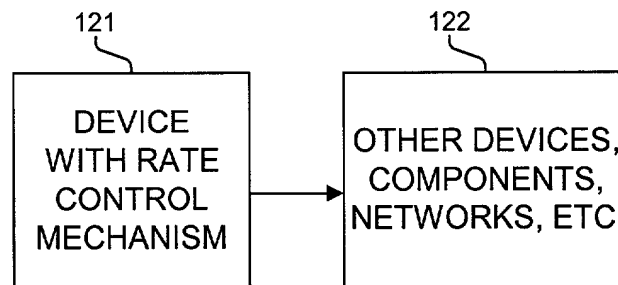 121
122
DEVICE
WITH RATE
CONTROL
MECHANISM
OTHER DEVICES,
COMPONENTS,
NETWORKS, ETC